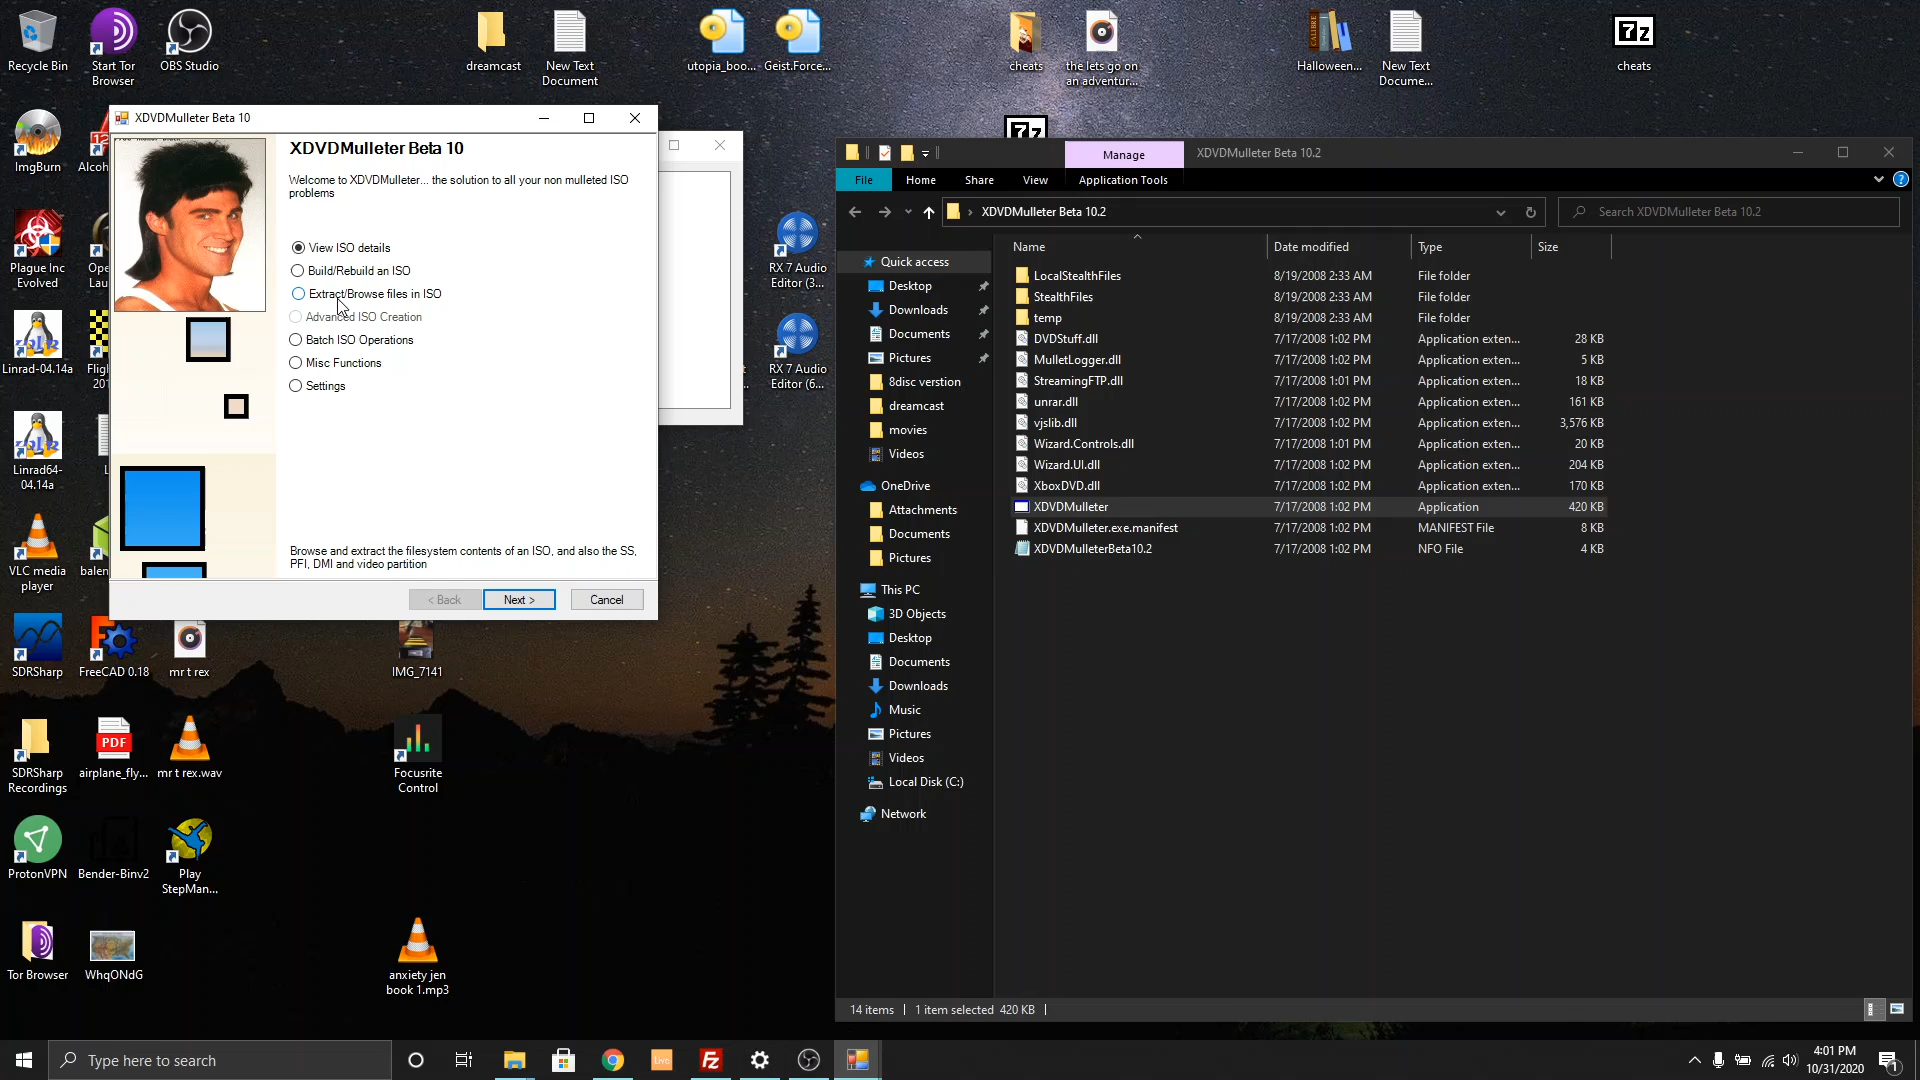 Recycle Bin
Start Tor
Browser
OBS Studio
dreamcast
New Text
Document
utopia_boo...
Geist.Force...
cheats
the lets go on
an adventur...
Halloween...
New Text
Docume...
7z
cheats
7z
ImgBurn
Alcoh
Plague Inc
Evolved
Ope
Lau
Linrad-04.14a
Fligh
201
Linrad64-
04.14a
L
VLC media
player
balen
SDRSharp
FreeCAD 0.18
mr t rex
IMG_7141
SDRSharp
Recordings
PDF
airplane_fly...
mr t rex.wav
Focusrite
Control
ProtonVPN
Bender-Binv2
Play
StepMan...
Tor Browser
WhqONdG
anxiety jen
book 1.mp3
RX 7 Audio
Editor (3...
RX 7 Audio
Editor (6...
XDVDMulleter Beta 10
XDVDMulleter Beta 10
Welcome to XDVDMulleter... the solution to all your non mulleted ISO
problems
View ISO details
Build/Rebuild an ISO
Extract/Browse files in ISO
Advanced ISO Creation
Batch ISO Operations
Misc Functions
Settings
Browse and extract the filesystem contents of an ISO, and also the SS,
PFI, DMI and video partition
< Back
Next >
Cancel
Manage
XDVDMulleter Beta 10.2
File
Home
Share
View
Application Tools
XDVDMulleter Beta 10.2
Search XDVDMulleter Beta 10.2
Name
Date modified
Type
Size
Quick access
Desktop
Downloads
Documents
Pictures
8disc verstion
dreamcast
movies
Videos
OneDrive
Attachments
Documents
Pictures
This PC
3D Objects
Desktop
Documents
Downloads
Music
Pictures
Videos
Local Disk (C:)
Network
LocalStealthFiles 8/19/2008 2:33 AM File folder
StealthFiles 8/19/2008 2:33 AM File folder
temp 8/19/2008 2:33 AM File folder
DVDStuff.dll 7/17/2008 1:02 PM Application exten... 28 KB
MulletLogger.dll 7/17/2008 1:02 PM Application exten... 5 KB
StreamingFTP.dll 7/17/2008 1:01 PM Application exten... 18 KB
unrar.dll 7/17/2008 1:02 PM Application exten... 161 KB
vjslib.dll 7/17/2008 1:02 PM Application exten... 3,576 KB
Wizard.Controls.dll 7/17/2008 1:01 PM Application exten... 20 KB
Wizard.UI.dll 7/17/2008 1:02 PM Application exten... 204 KB
XboxDVD.dll 7/17/2008 1:02 PM Application exten... 170 KB
XDVDMulleter 7/17/2008 1:02 PM Application 420 KB
XDVDMulleter.exe.manifest 7/17/2008 1:02 PM MANIFEST File 8 KB
XDVDMulleterBeta10.2 7/17/2008 1:02 PM NFO File 4 KB
14 items
1 item selected 420 KB
Type here to search
Live
4:01 PM
10/31/2020
1